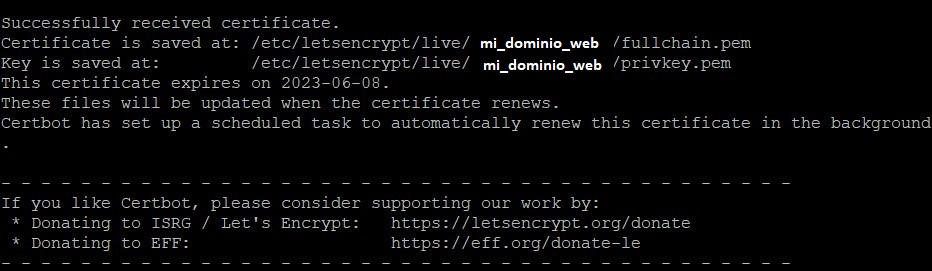 Successfully received certificate.
Certificate is saved at: /etc/letsencrypt/live/ mi_dominio_web /fullchain.pem
Key is saved at:         /etc/letsencrypt/live/ mi_dominio_web /privkey.pem
This certificate expires on 2023-06-08.
These files will be updated when the certificate renews.
Certbot has set up a scheduled task to automatically renew this certificate in the background
.
- - - - - - - - - - - - - - - - - - - - - - - - - - - - - - - - - - - - - - - -
If you like Certbot, please consider supporting our work by:
 * Donating to ISRG / Let's Encrypt:   https://letsencrypt.org/donate
 * Donating to EFF:                    https://eff.org/donate-le
- - - - - - - - - - - - - - - - - - - - - - - - - - - - - - - - - - - - - - - -